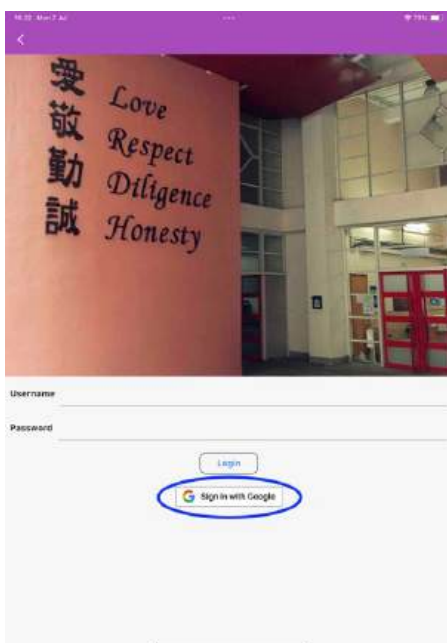 愛敬勤誠
Love
Respect
Diligence
Honesty
Username
Password
Login
Sign in with Google